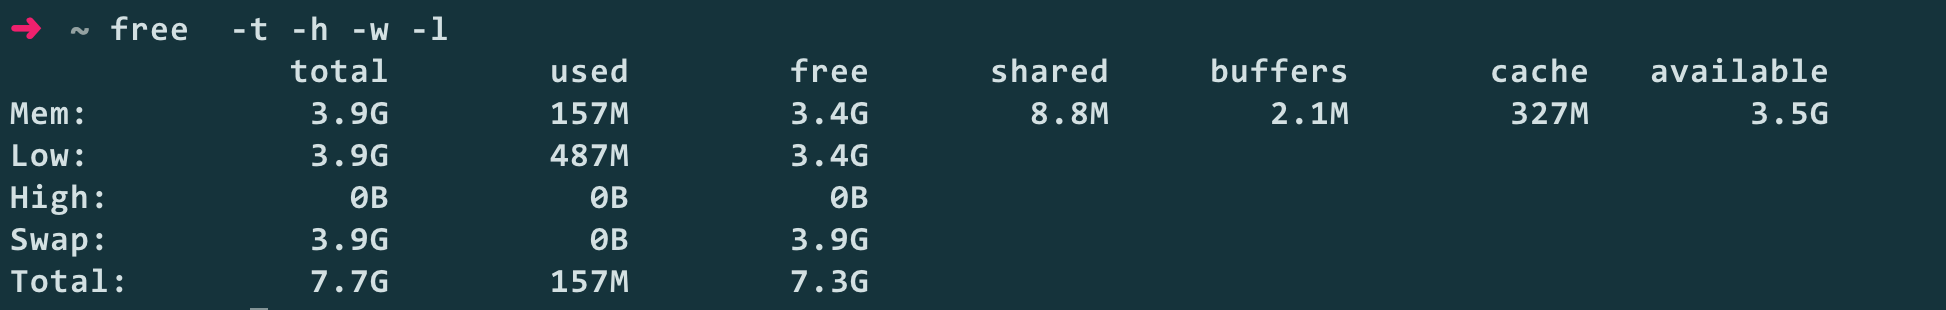 ➜ ~ free -t -h -w -l
total used free shared buffers cache available
Mem: 3.9G 157M 3.4G 8.8M 2.1M 327M 3.5G
Low: 3.9G 487M 3.4G
High: 0B 0B 0B
Swap: 3.9G 0B 3.9G
Total: 7.7G 157M 7.3G